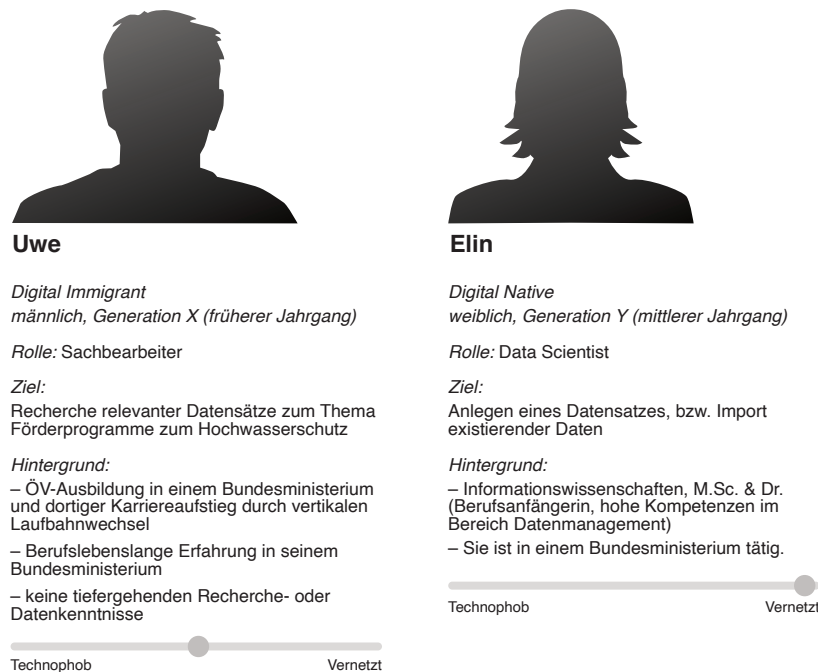 Uwe
Digital Immigrant
männlich, Generation X (früherer Jahrgang)
Rolle: Sachbearbeiter
Ziel:
Recherche relevanter Datensätze zum Thema
Förderprogramme zum Hochwasserschutz
Hintergrund:
– ÖV-Ausbildung in einem Bundesministerium
und dortiger Karriereaufstieg durch vertikalen
Laufbahnwechsel
– Berufslebenslange Erfahrung in seinem
Bundesministerium
– keine tiefergehenden Recherche- oder
Datenkenntnisse
Technophob
Vernetzt
Elin
Digital Native
weiblich, Generation Y (mittlerer Jahrgang)
Rolle: Data Scientist
Ziel:
Anlegen eines Datensatzes, bzw. Import
existierender Daten
Hintergrund:
– Informationswissenschaften, M.Sc. & Dr.
(Berufsanfängerin, hohe Kompetenzen im
Bereich Datenmanagement)
– Sie ist in einem Bundesministerium tätig.
Technophob
Vernetzt